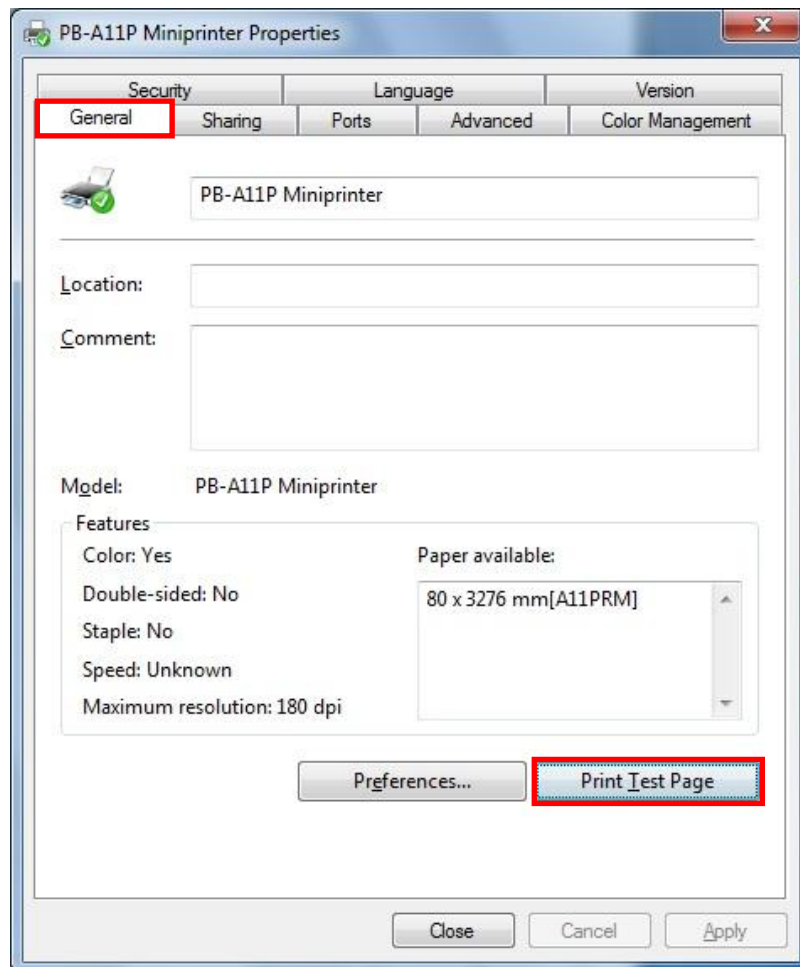 PB-A11P Miniprinter Properties
Security Language Version
General Sharing Ports Advanced Color Management
PB-A11P Miniprinter
Location:
Comment:
Model: PB-A11P Miniprinter
Features
Color: Yes Paper available:
Double-sided: No 80 x 3276 mm[A11PRM]
Staple: No
Speed: Unknown
Maximum resolution: 180 dpi
Preferences... Print Test Page
Close Cancel Apply